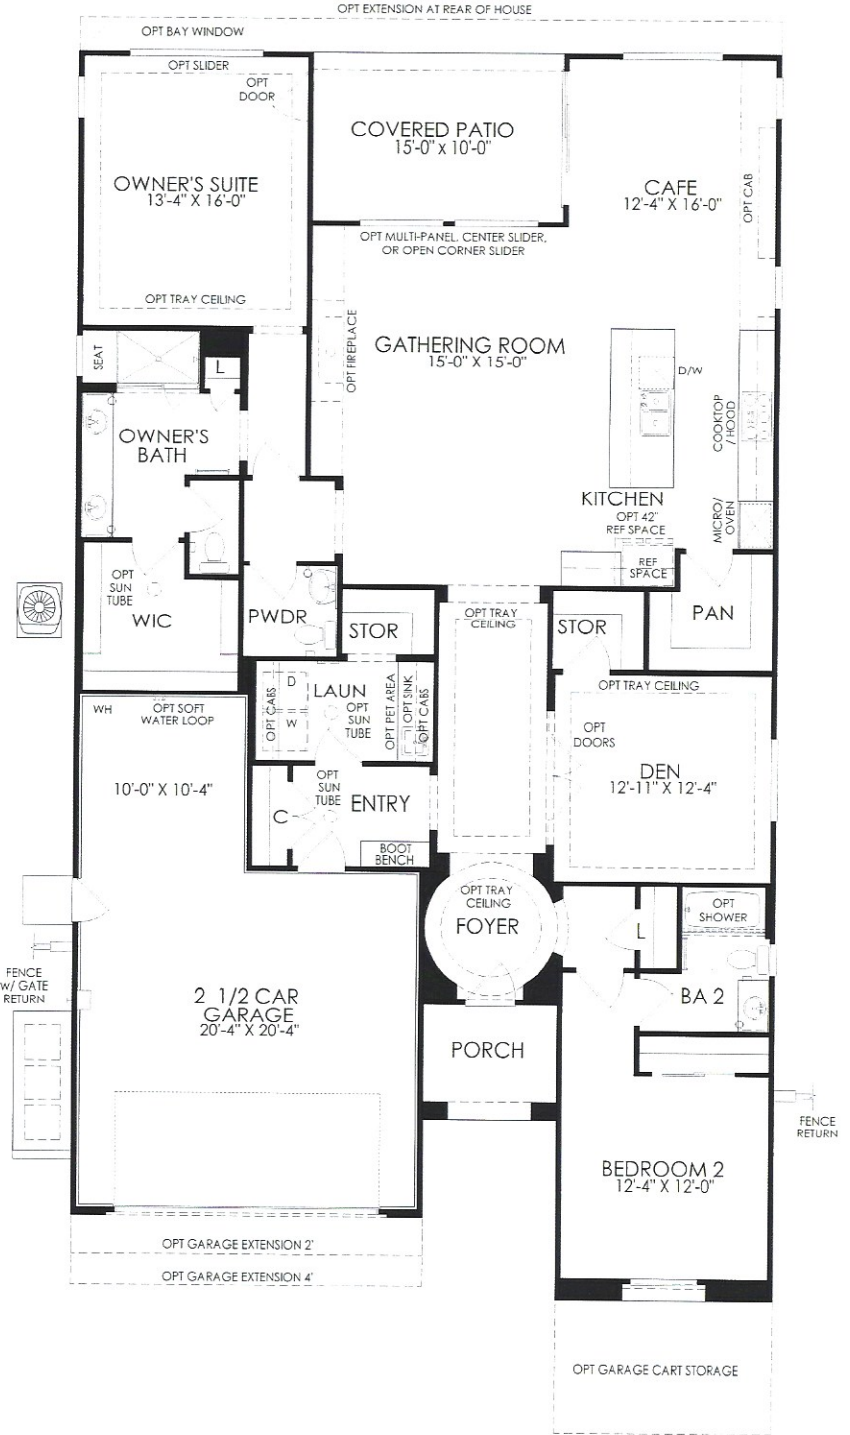 OPT EXTENSION AT REAR OF HOUSE
OPT BAY WINDOW
OPT SLIDER
OPT
DOOR
OWNER'S SUITE
13'-4" X 16'-0"
OPT TRAY CEILING
COVERED PATIO
15'-0" X 10'-0"
CAFE
12'-4" X 16'-0"
OPT CAB
OPT MULTI-PANEL, CENTER SLIDER,
OR OPEN CORNER SLIDER
GATHERING ROOM
15'-0" X 15'-0"
OPT FIREPLACE
SEAT
L
OWNER'S
BATH
D/W
COOKTOP
/HOOD
MICRO/
OVEN
KITCHEN
OPT 42"
REF SPACE
REF
SPACE
PAN
OPT
SUN
TUBE
WIC
PWDR
STOR
OPT TRAY
CEILING
STOR
LAUN
D
W
OPT CABS
OPT
SUN
TUBE
OPT PET AREA
OPT SINK
OPT CABS
OPT TRAY CEILING
OPT
DOORS
DEN
12'-11" X 12'-4"
WH
OPT SOFT
WATER LOOP
10'-0" X 10'-4"
OPT
SUN
TUBE
C
ENTRY
BOOT
BENCH
OPT TRAY
CEILING
FOYER
L
OPT
SHOWER
BA 2
FENCE
W/ GATE
RETURN
2 1/2 CAR
GARAGE
20'-4" X 20'-4"
PORCH
FENCE
RETURN
BEDROOM 2
12'-4" X 12'-0"
OPT GARAGE EXTENSION 2'
OPT GARAGE EXTENSION 4'
OPT GARAGE CART STORAGE